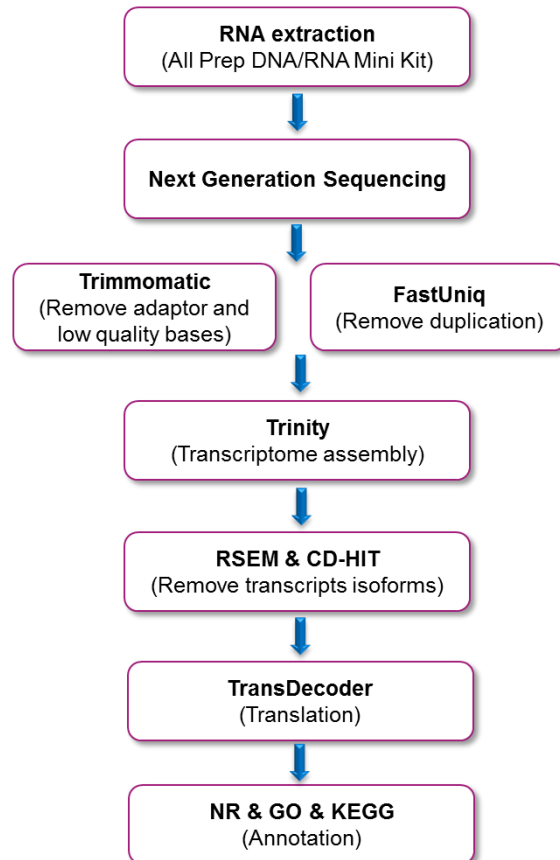 RNA extraction
(All Prep DNA/RNA Mini Kit)
Next Generation Sequencing
Trimmomatic
(Remove adaptor and
low quality bases)
FastUniq
(Remove duplication)
Trinity
(Transcriptome assembly)
RSEM & CD-HIT
(Remove transcripts isoforms)
TransDecoder
(Translation)
NR & GO & KEGG
(Annotation)